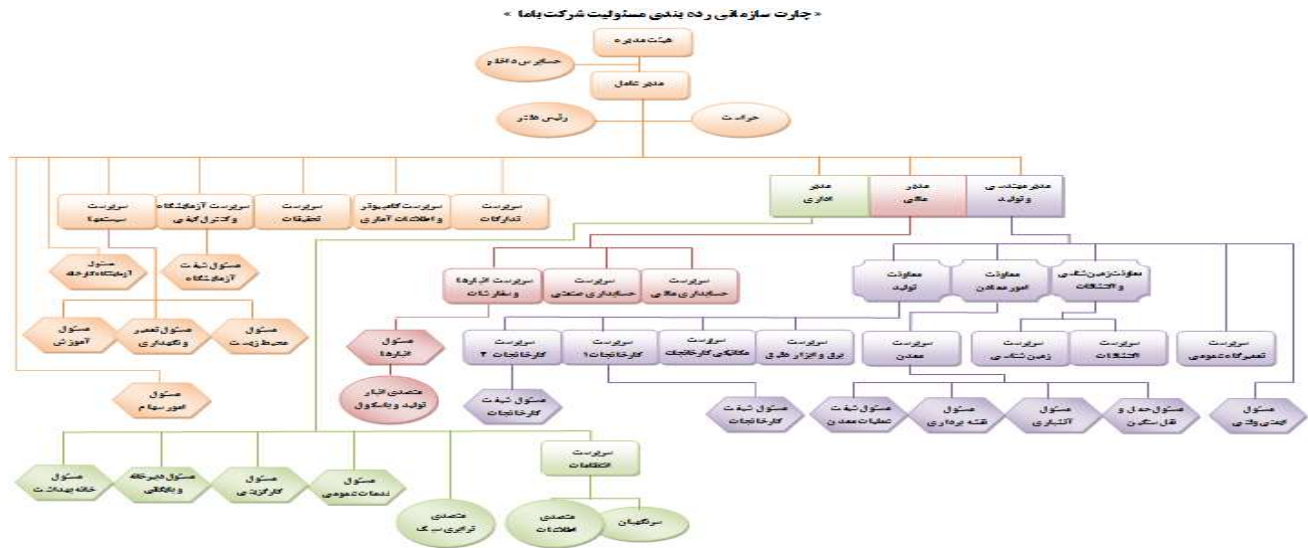 « چارت سازمانی رده بندی مسئولیت شرکت باما »
هیئت مدیره
حسابرس داخلی
مدیر عامل
رئیس دفتر
حراست
مدیر مهندسی
و تولید
مدیر
مالی
مدیر
اداری
سرپرست
تدارکات
سرپرست کامپیوتر
و اطلاعات آماری
سرپرست
تحقیقات
سرپرست آزمایشگاه
و کنترل کیفی
سرپرست
سیستمها
مسئول شیفت
آزمایشگاه
مسئول
آزمایشگاه کارخانه
معاونت زمین شناسی
و اکتشافات
معاونت
امور معادن
معاونت
تولید
سرپرست
حسابداری مالی
سرپرست
حسابداری صنعتی
سرپرست انبارها
و سفارشات
مسئول
محیط زیست
مسئول تعمیر
و نگهداری
مسئول
آموزش
سرپرست
تعمیرگاه عمومی
سرپرست
اکتشافات
سرپرست
زمین شناسی
سرپرست
معدن
سرپرست
برق و ابزار دقیق
سرپرست
مکانیکی کارخانجات
سرپرست
کارخانجات ۱
سرپرست
کارخانجات ۲
مسئول
انبارها
مسئول
امور سهام
متصدی انبار
تولید و باسکول
مسئول شیفت
کارخانجات
مسئول
ایمنی و فنی
مسئول حمل و
نقل سنگین
مسئول
آتشباری
مسئول
نقشه برداری
مسئول شیفت
عملیات معدن
مسئول شیفت
کارخانجات
سرپرست
انتظامات
مسئول
خدمات عمومی
مسئول
کارگزینی
مسئول دبیرخانه
و بایگانی
مسئول
خانه بهداشت
سرنگهبان
متصدی
اطلاعات
متصدی
ترابری سبک